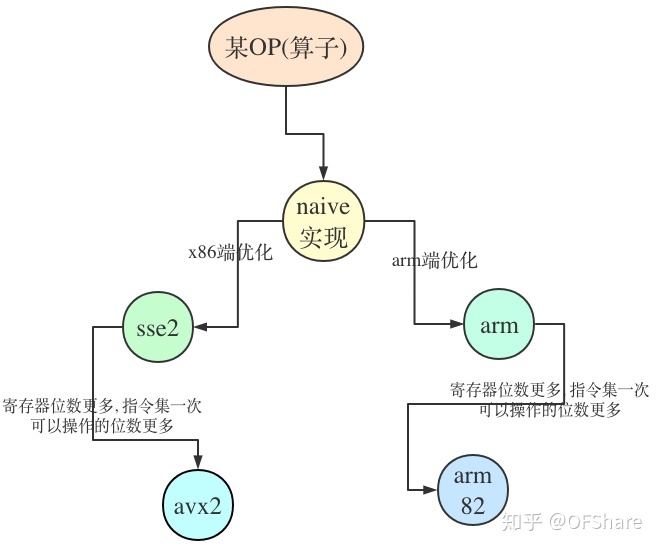 某OP(算子)
naive
实现
x86端优化
arm端优化
sse2
arm
寄存器位数更多, 指令集一次
可以操作的位数更多
寄存器位数更多, 指令集一次
可以操作的位数更多
avx2
arm
82
知乎 @OFShare